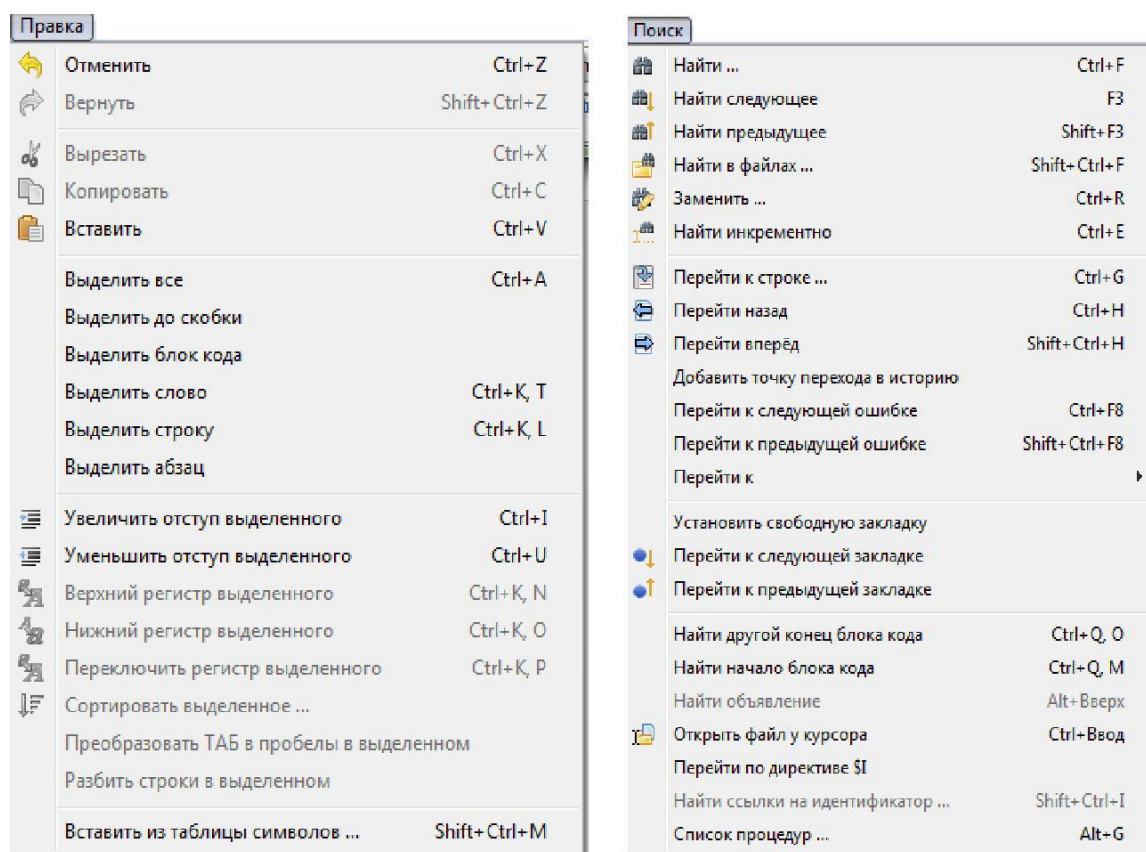 Правка
Отменить Ctrl+Z
Вернуть Shift+Ctrl+Z
Вырезать Ctrl+X
Копировать Ctrl+C
Вставить Ctrl+V
Выделить все Ctrl+A
Выделить до скобки
Выделить блок кода
Выделить слово Ctrl+K, T
Выделить строку Ctrl+K, L
Выделить абзац
Увеличить отступ выделенного Ctrl+I
Уменьшить отступ выделенного Ctrl+U
Верхний регистр выделенного Ctrl+K, N
Нижний регистр выделенного Ctrl+K, O
Переключить регистр выделенного Ctrl+K, P
Сортировать выделенное ...
Преобразовать ТАБ в пробелы в выделенном
Разбить строки в выделенном
Вставить из таблицы символов ... Shift+Ctrl+M
Поиск
Найти ... Ctrl+F
Найти следующее F3
Найти предыдущее Shift+F3
Найти в файлах ... Shift+Ctrl+F
Заменить ... Ctrl+R
Найти инкрементно Ctrl+E
Перейти к строке ... Ctrl+G
Перейти назад Ctrl+H
Перейти вперёд Shift+Ctrl+H
Добавить точку перехода в историю
Перейти к следующей ошибке Ctrl+F8
Перейти к предыдущей ошибке Shift+Ctrl+F8
Перейти к
Установить свободную закладку
Перейти к следующей закладке
Перейти к предыдущей закладке
Найти другой конец блока кода Ctrl+Q, O
Найти начало блока кода Ctrl+Q, M
Найти объявление Alt+Вверх
Открыть файл у курсора Ctrl+Ввод
Перейти по директиве $I
Найти ссылки на идентификатор ... Shift+Ctrl+I
Список процедур ... Alt+G